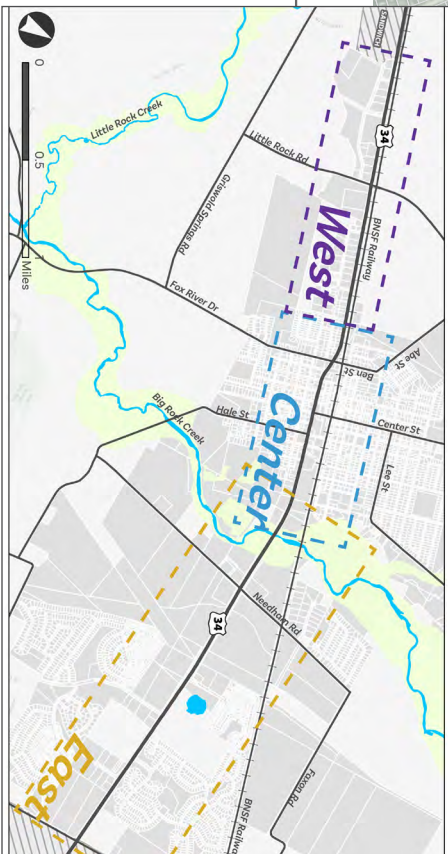 SANDWICH
34
Little Rock Creek
Little Rock Rd
BNSF Railway
West
Griswold Springs Rd
0
0.5
1
Miles
Fox River Dr
Abe St
Ben St
Center St
Hale St
Lee St
Big Rock Creek
Center
Needham Rd
34
East
Faxon Rd
BNSF Railway